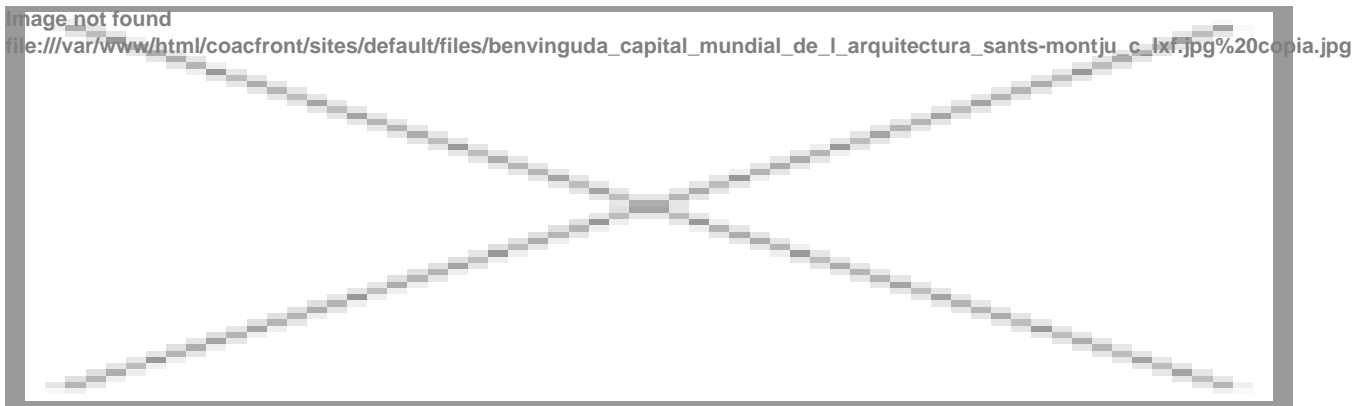 Image not found
file:///var/www/html/coacfront/sites/default/files/benvinguda_capital_mundial_de_l_arquitectura_sants-montju_c_lxf.jpg%20copia.jpg